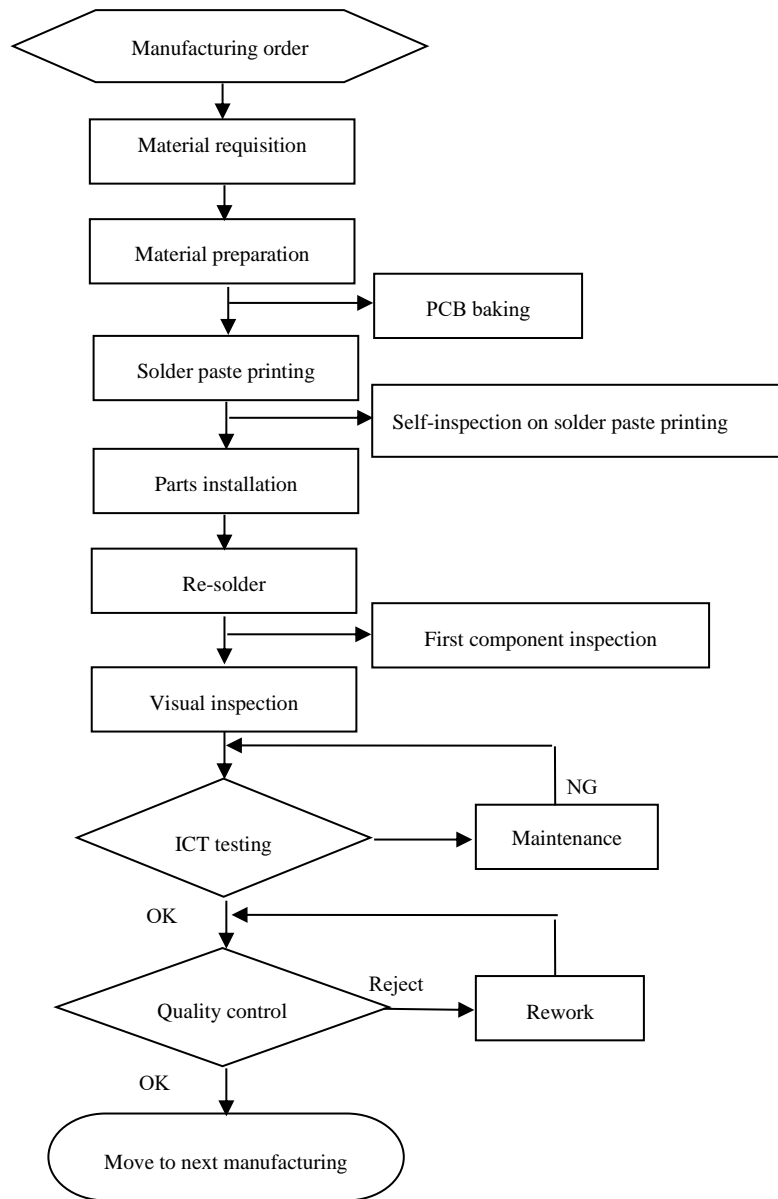 Manufacturing order
Material requisition
Material preparation
PCB baking
Solder paste printing
Self-inspection on solder paste printing
Parts installation
Re-solder
First component inspection
Visual inspection
NG
ICT testing
Maintenance
OK
Reject
Quality control
Rework
OK
Move to next manufacturing